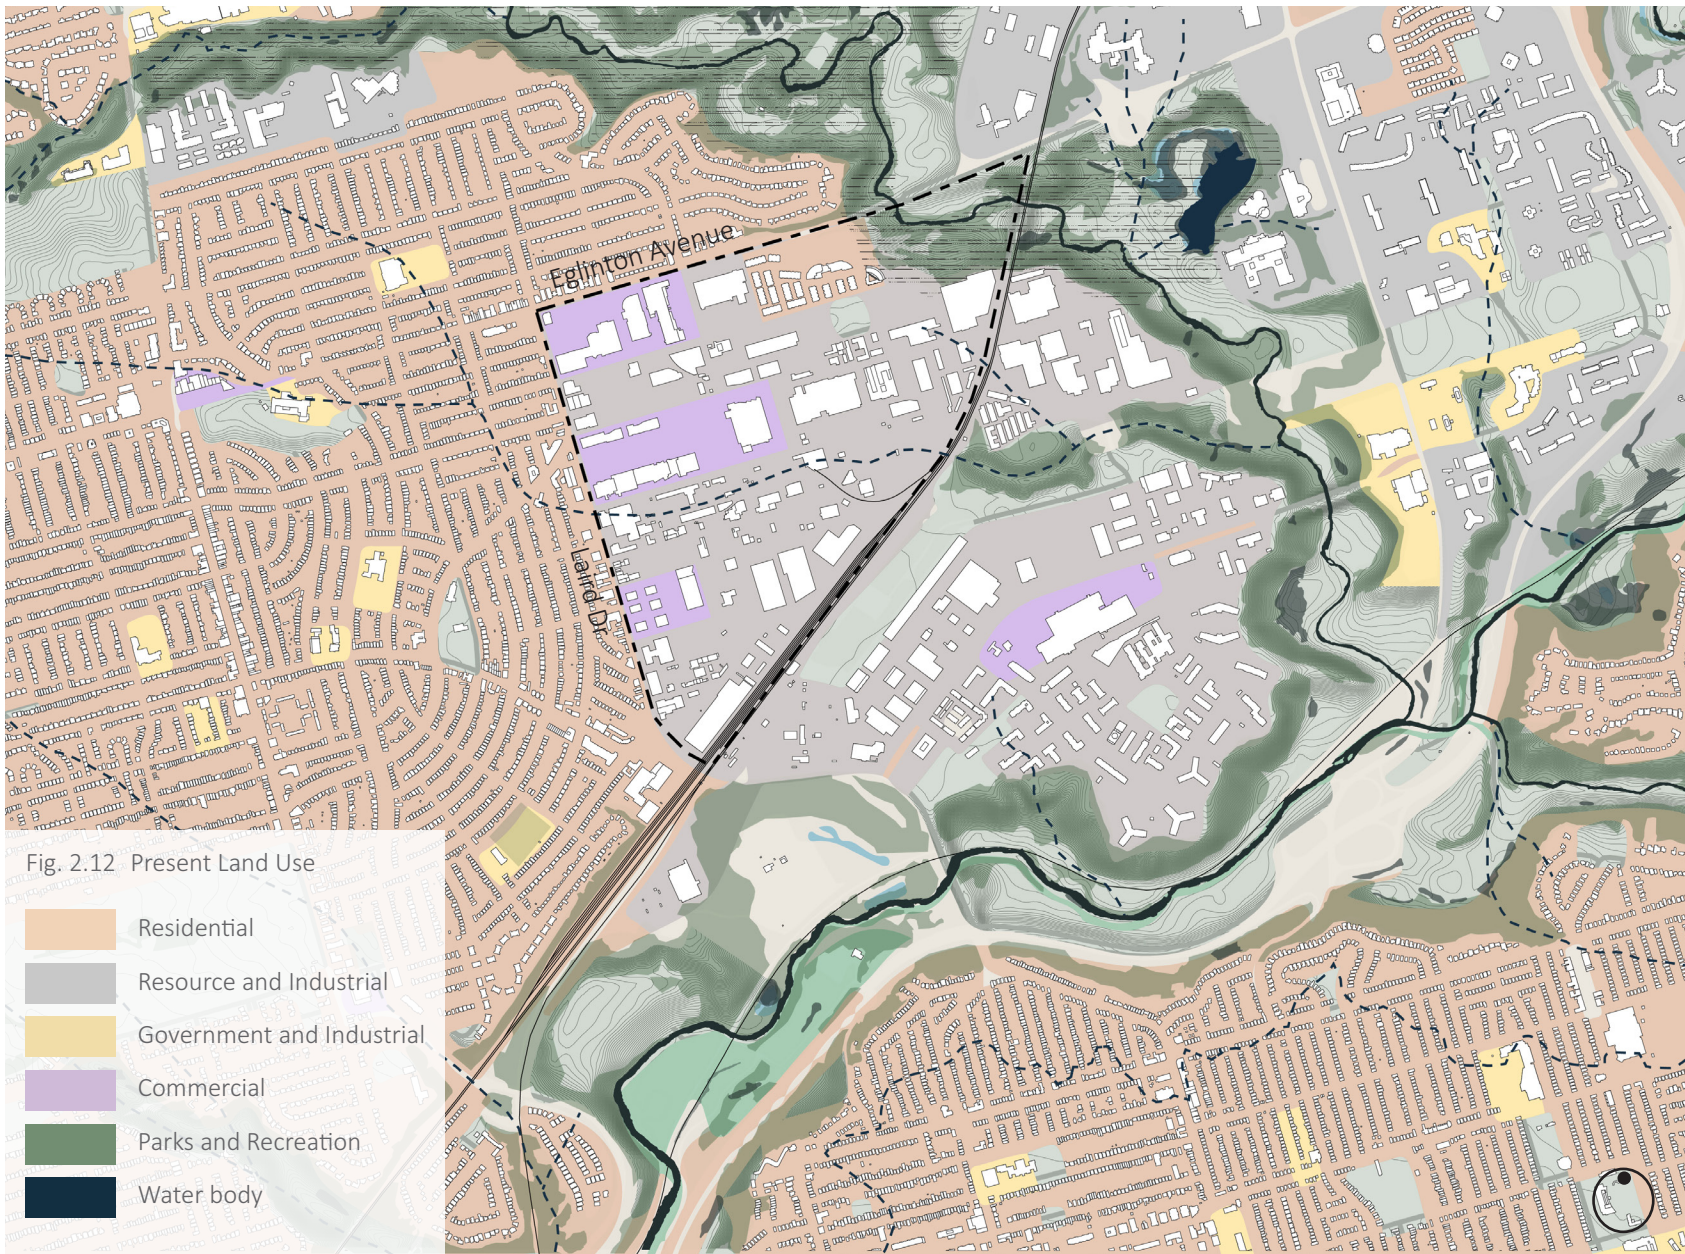 Eglinton Avenue
Laird Dr.
Fig. 2.12 Present Land Use
Residential
Resource and Industrial
Government and Industrial
Commercial
Parks and Recreation
Water body